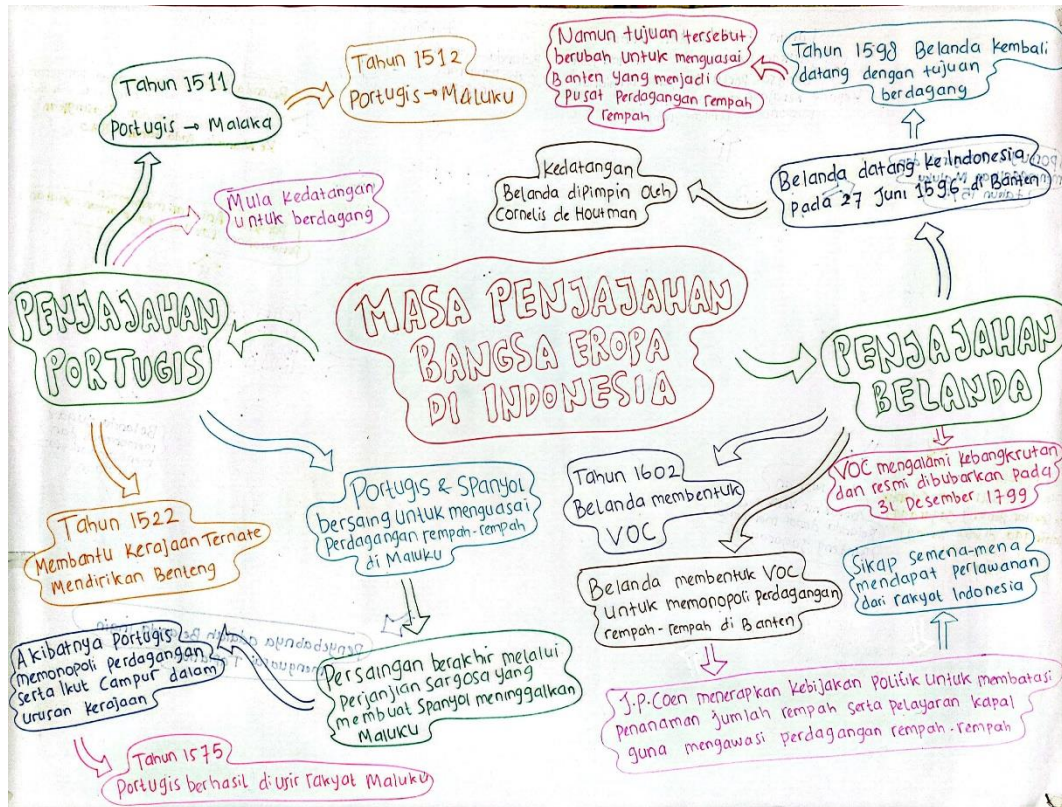 MASA PENJAJAHAN
BANGSA EROPA
DI INDONESIA
PENJAJAHAN
PORTUGIS
Mula kedatangan
untuk berdagang
Tahun 1511
Portugis → Malaka
Tahun 1512
Portugis → Maluku
Tahun 1522
Membantu Kerajaan Ternate
Mendirikan Benteng
Portugis & Spanyol
bersaing untuk menguasai
Perdagangan rempah-rempah
di Maluku
Persaingan berakhir melalui
Perjanjian Sargosa yang
membuat Spanyol meninggalkan
Maluku
Akibatnya Portugis
memonopoli Perdagangan
serta Ikut Campur dalam
urusan kerajaan
Tahun 1575
Portugis berhasil diusir rakyat Maluku
PENJAJAHAN
BELANDA
Belanda datang ke Indonesia
Pada 27 Juni 1596 di Banten
Kedatangan
Belanda dipimpin Oleh
Cornelis de Houtman
Tahun 1598 Belanda kembali
datang dengan tujuan
berdagang
Namun tujuan tersebut
berubah untuk menguasai
Banten yang menjadi
pusat Perdagangan rempah
rempah
Tahun 1602
Belanda membentuk
VOC
Belanda membentuk VOC
untuk memonopoli perdagangan
rempah-rempah di Banten
J.P.Coen menerapkan kebijakan politik untuk membatasi
penanaman jumlah rempah serta pelayaran kapal
guna mengawasi perdagangan rempah-rempah
Sikap semena-mena
mendapat perlawanan
dari rakyat Indonesia
VOC mengalami kebangkrutan
dan resmi dibubarkan pada
31 Desember 1799